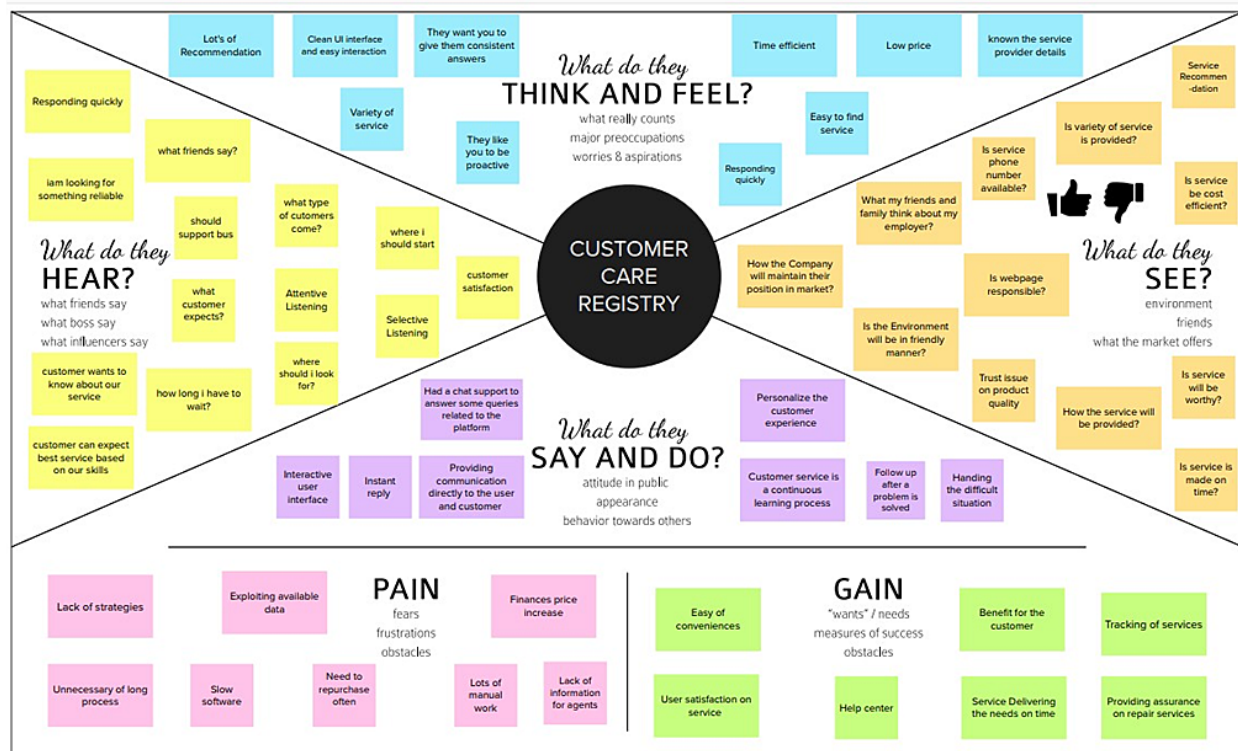 Lot's of
Recommendation
Clean UI interface
and easy interaction
They want you to
give them consistent
answers
Variety of
service
They like
you to be
proactive
What do they
THINK AND FEEL?
what really counts
major preoccupations
worries & aspirations
Time efficient
Low price
known the service
provider details
Easy to find
service
Responding
quickly
Responding quickly
what friends say?
iam looking for
something reliable
should
support bus
what type
of cutomers
come?
where i
should start
What do they
HEAR?
what friends say
what boss say
what influencers say
what
customer
expects?
Attentive
Listening
customer
satisfaction
Selective
Listening
where
should i look
for?
customer wants to
know about our
service
how long i have to
wait?
customer can expect
best service based
on our skills
CUSTOMER
CARE
REGISTRY
Service
Recommen
-dation
Is variety of service
is provided?
Is service
phone
number
available?
Is service
be cost
efficient?
What my friends and
family think about my
employer?
How the Company
will maintain their
position in market?
Is webpage
responsible?
What do they
SEE?
environment
friends
what the market offers
Is the Environment
will be in friendly
manner?
Trust issue
on product
quality
How the service will
be provided?
Is service
will be
worthy?
Is service is
made on
time?
Had a chat support to
answer some queries
related to the
platform
Interactive
user
interface
Instant
reply
Providing
communication
directly to the user
and customer
What do they
SAY AND DO?
attitude in public
appearance
behavior towards others
Personalize the
customer
experience
Customer service is
a continuous
learning process
Follow up
after a
problem is
solved
Handing
the difficult
situation
PAIN
fears
frustrations
obstacles
Lack of strategies
Exploiting available
data
Finances price
increase
Unnecessary of long
process
Slow
software
Need to
repurchase
often
Lots of
manual
work
Lack of
information
for agents
GAIN
"wants" / needs
measures of success
obstacles
Easy of
conveniences
Benefit for the
customer
Tracking of services
User satisfaction on
service
Help center
Service Delivering
the needs on time
Providing assurance
on repair services